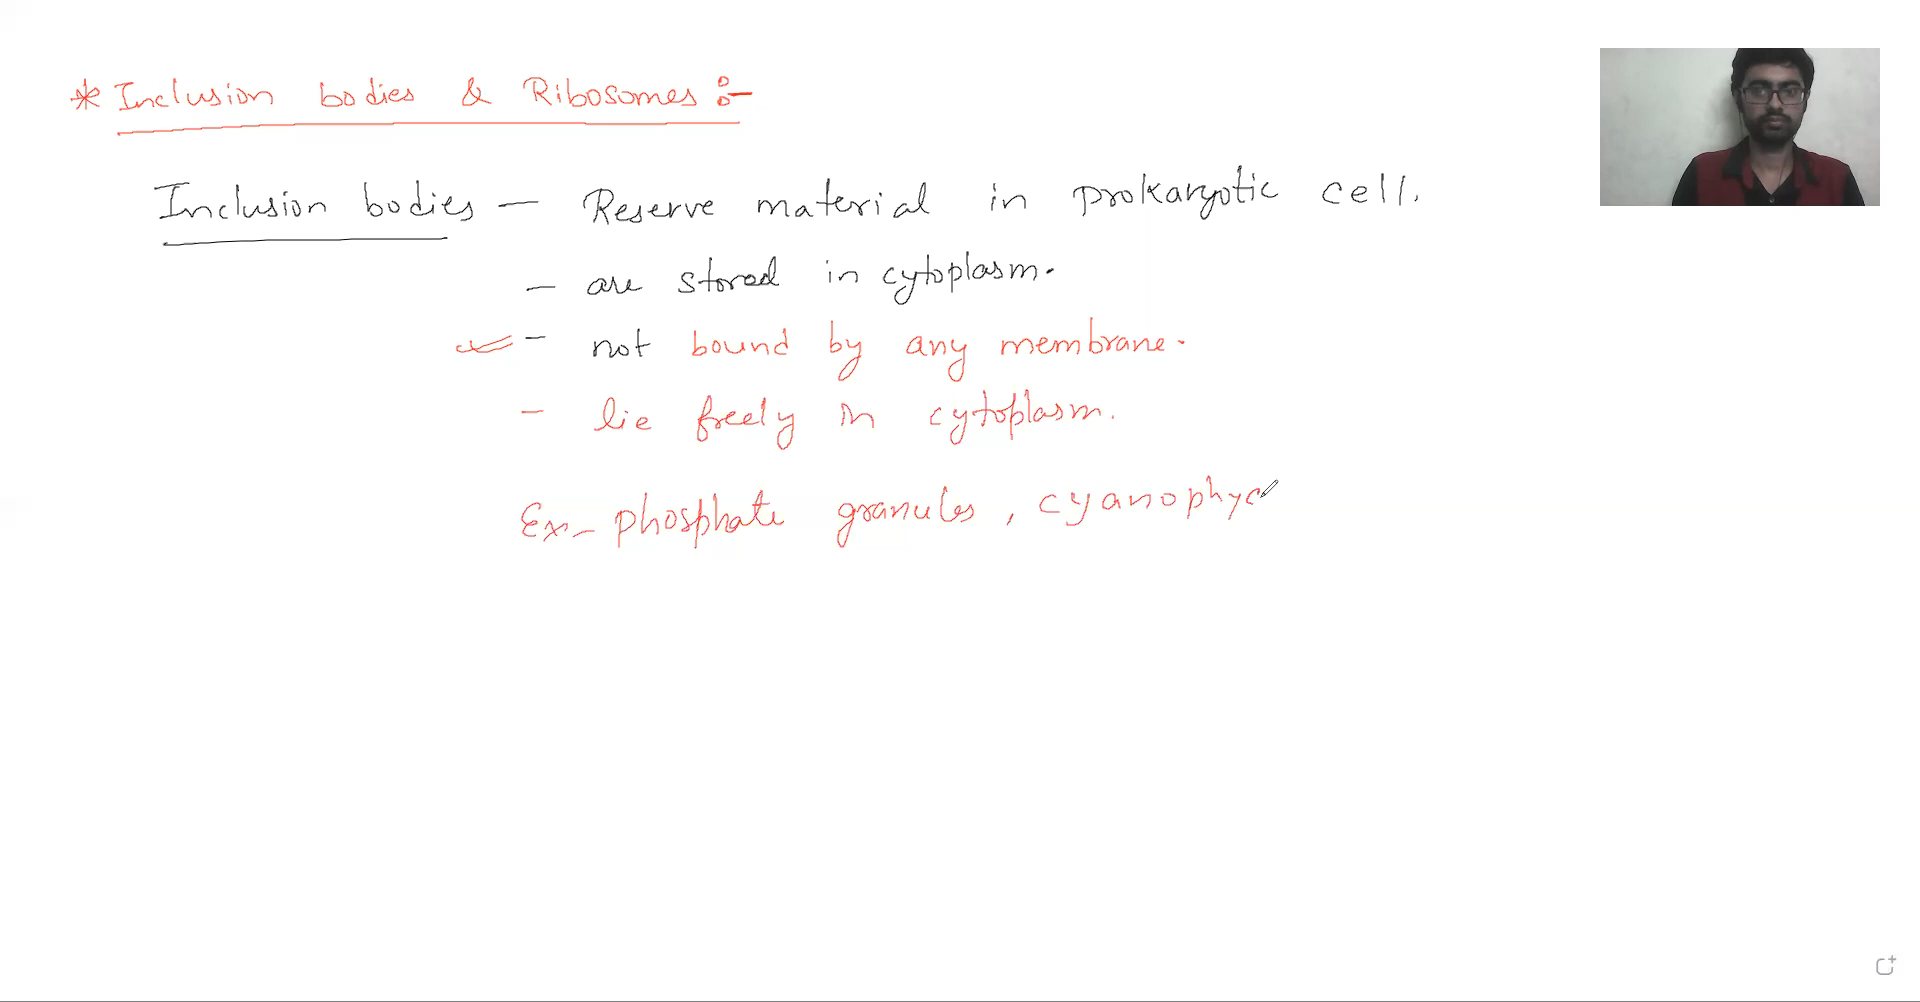 * Inclusion bodies & Ribosomes :-
Inclusion bodies - Reserve material in prokaryotic cell.
- are stored in cytoplasm.
- not bound by any membrane.
- lie freely in cytoplasm.
Ex- phosphate granules, cyanophyc